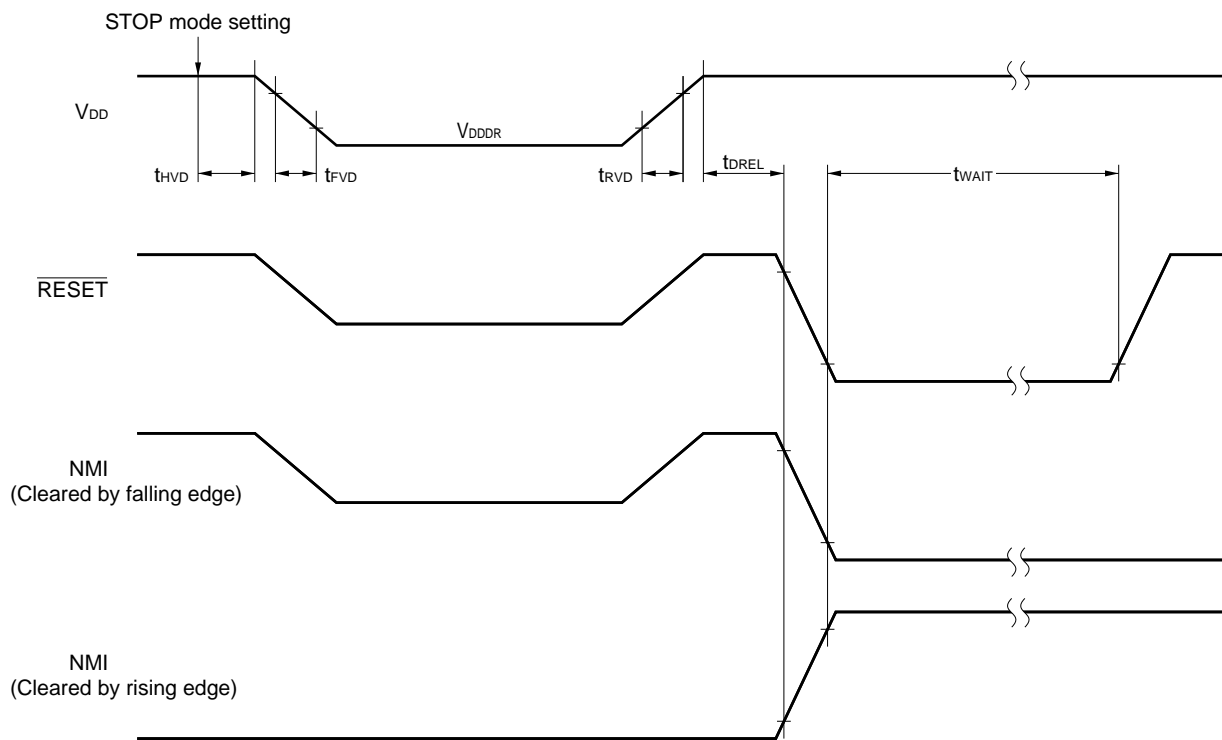 STOP mode setting
VDD
VDDDR
tHVD
tFVD
tRVD
tDREL
tWAIT
RESET
NMI
(Cleared by falling edge)
NMI
(Cleared by rising edge)